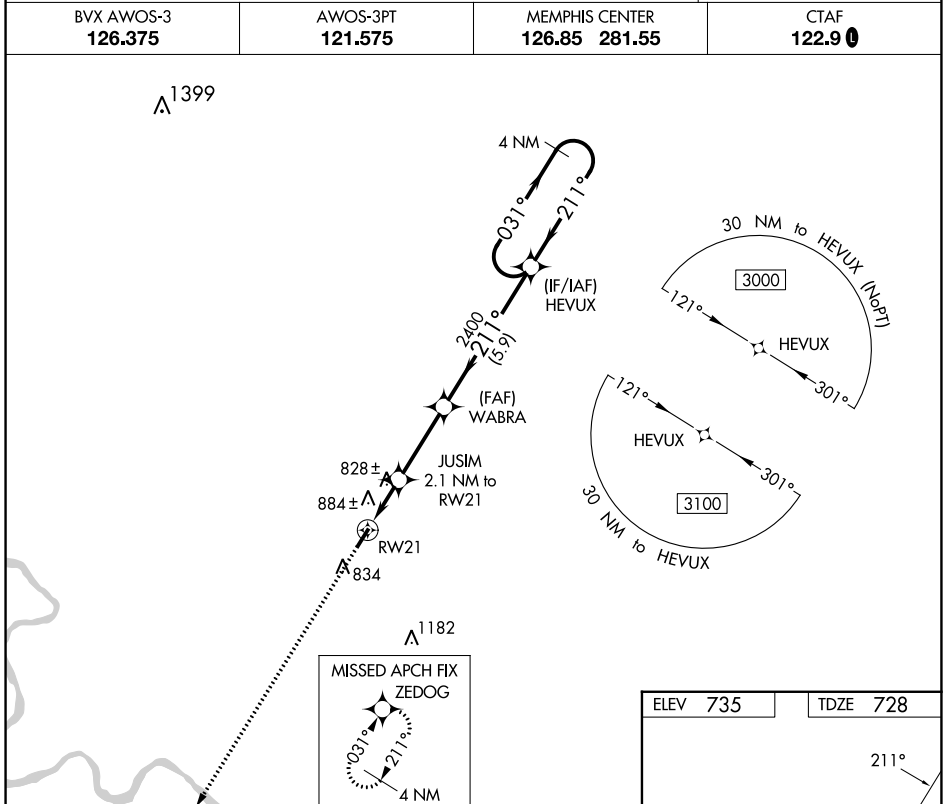 BVX AWOS-3
126.375
AWOS-3PT
121.575
MEMPHIS CENTER
126.85 281.55
CTAF
122.9 L
1399
4 NM
031°
211°
(IF/IAF)
HEVUX
2400
211°
(5.9)
(FAF)
WABRA
JUSIM
2.1 NM to
RW21
828±
884±
RW21
834
1182
30 NM to HEVUX (NoPT)
3000
121°
HEVUX
301°
121°
HEVUX
301°
3100
30 NM to HEVUX
MISSED APCH FIX
ZEDOG
031°
211°
4 NM
ELEV 735
TDZE 728
211°